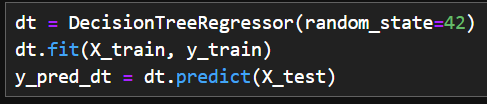 dt = DecisionTreeRegressor(random_state=42)
dt.fit(X_train, y_train)
y_pred_dt = dt.predict(X_test)